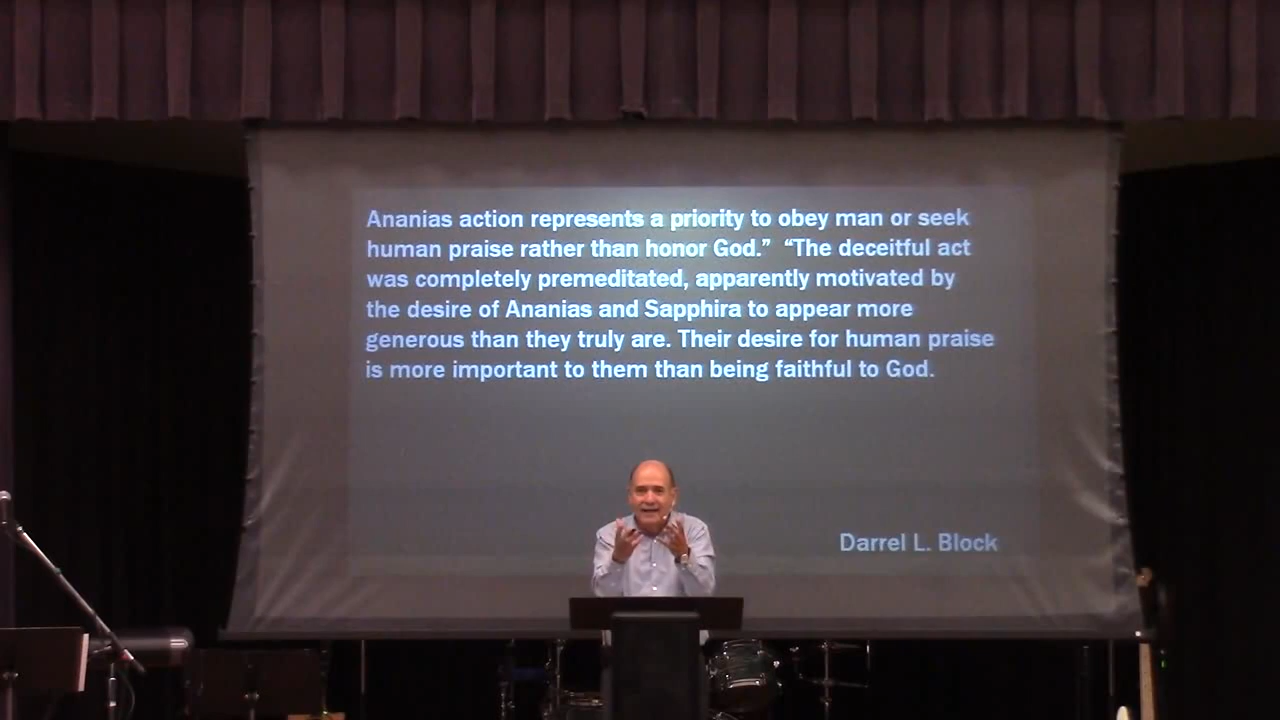 Ananias action represents a priority to obey man or seek
human praise rather than honor God.” “The deceitful act
was completely premeditated, apparently motivated by
the desire of Ananias and Sapphira to appear more
generous than they truly are. Their desire for human praise
is more important to them than being faithful to God.
Darrel L. Block